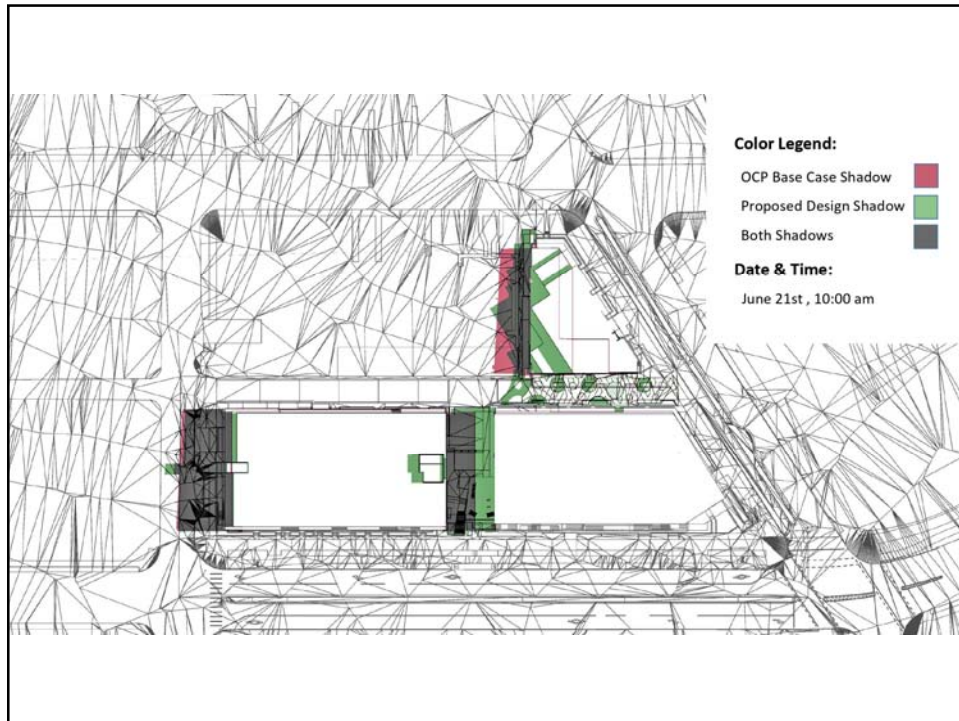 Color Legend:
OCP Base Case Shadow
Proposed Design Shadow
Both Shadows
Date & Time:
June 21st , 10:00 am